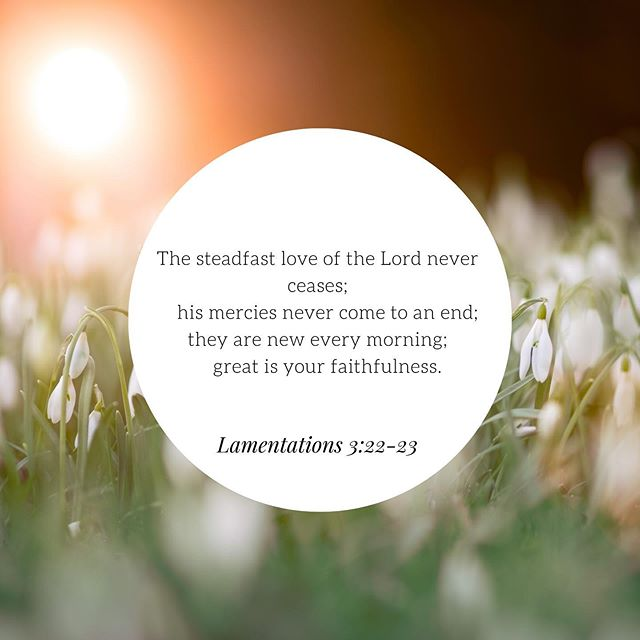 The steadfast love of the Lord never
ceases;
his mercies never come to an end;
they are new every morning;
great is your faithfulness.
Lamentations 3:22-23